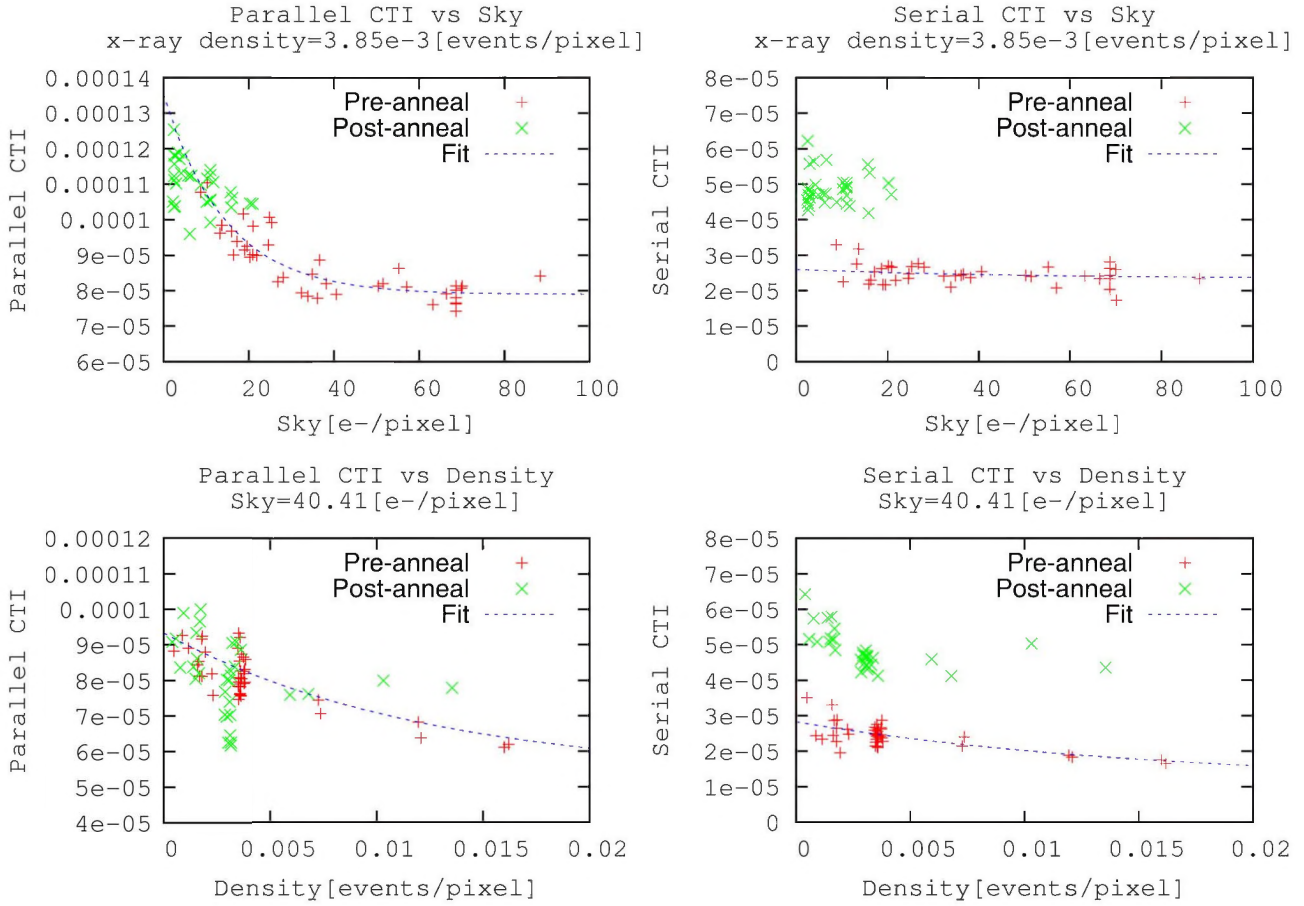 Parallel CTI vs Sky
x-ray density=3.85e-3[events/pixel]
Parallel CTI
0.00014
0.00013
0.00012
0.00011
0.0001
9e-05
8e-05
7e-05
6e-05
Pre-anneal
Post-anneal
Fit
0 20 40 60 80 100
Sky[e-/pixel]
Serial CTI vs Sky
x-ray density=3.85e-3[events/pixel]
Serial CTI
8e-05
7e-05
6e-05
5e-05
4e-05
3e-05
2e-05
1e-05
0
Pre-anneal
Post-anneal
Fit
0 20 40 60 80 100
Sky[e-/pixel]
Parallel CTI vs Density
Sky=40.41[e-/pixel]
Parallel CTI
0.00012
0.00011
0.0001
9e-05
8e-05
7e-05
6e-05
5e-05
4e-05
Pre-anneal
Post-anneal
Fit
0 0.005 0.01 0.015 0.02
Density[events/pixel]
Serial CTI vs Density
Sky=40.41[e-/pixel]
Serial CTI
8e-05
7e-05
6e-05
5e-05
4e-05
3e-05
2e-05
1e-05
0
Pre-anneal
Post-anneal
Fit
0 0.005 0.01 0.015 0.02
Density[events/pixel]